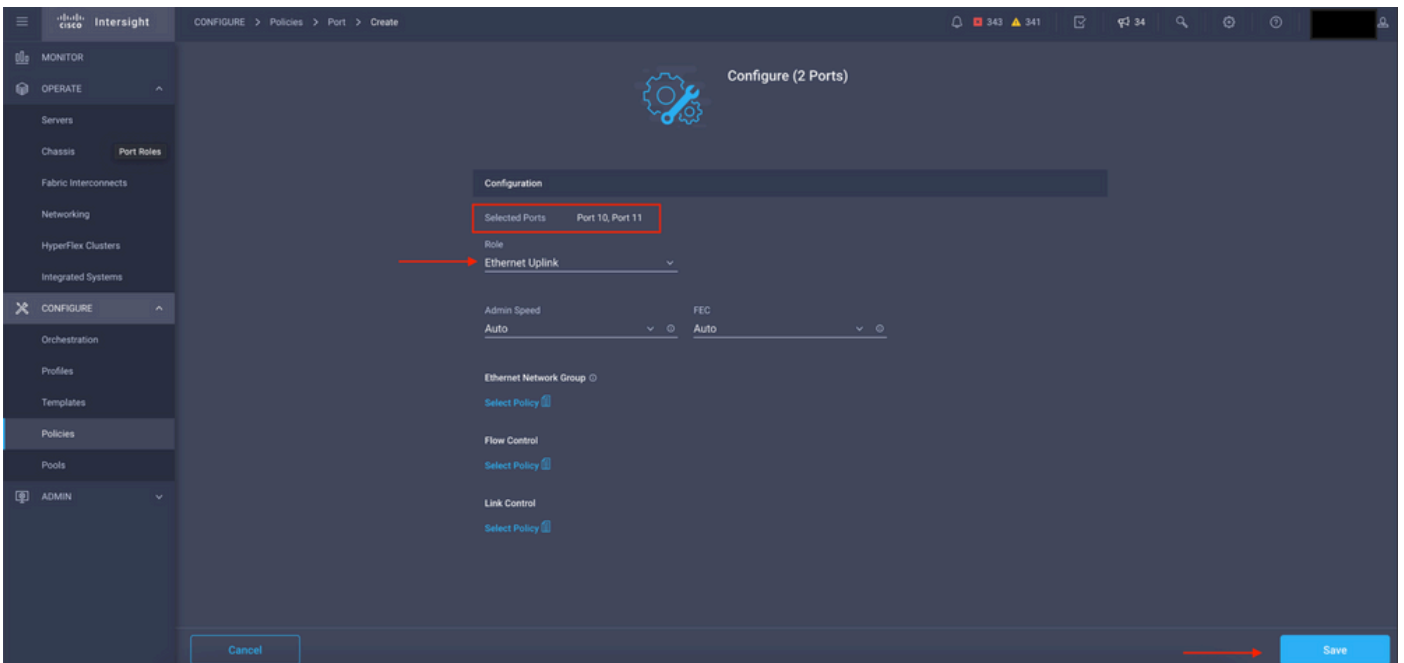 cisco Intersight
CONFIGURE > Policies > Port > Create
343 341
34
MONITOR
OPERATE
Servers
Chassis
Port Roles
Fabric Interconnects
Networking
HyperFlex Clusters
Integrated Systems
CONFIGURE
Orchestration
Profiles
Templates
Policies
Pools
ADMIN
Configure (2 Ports)
Configuration
Selected Ports Port 10, Port 11
Role
Ethernet Uplink
Admin Speed FEC
Auto Auto
Ethernet Network Group
Select Policy
Flow Control
Select Policy
Link Control
Select Policy
Cancel Save